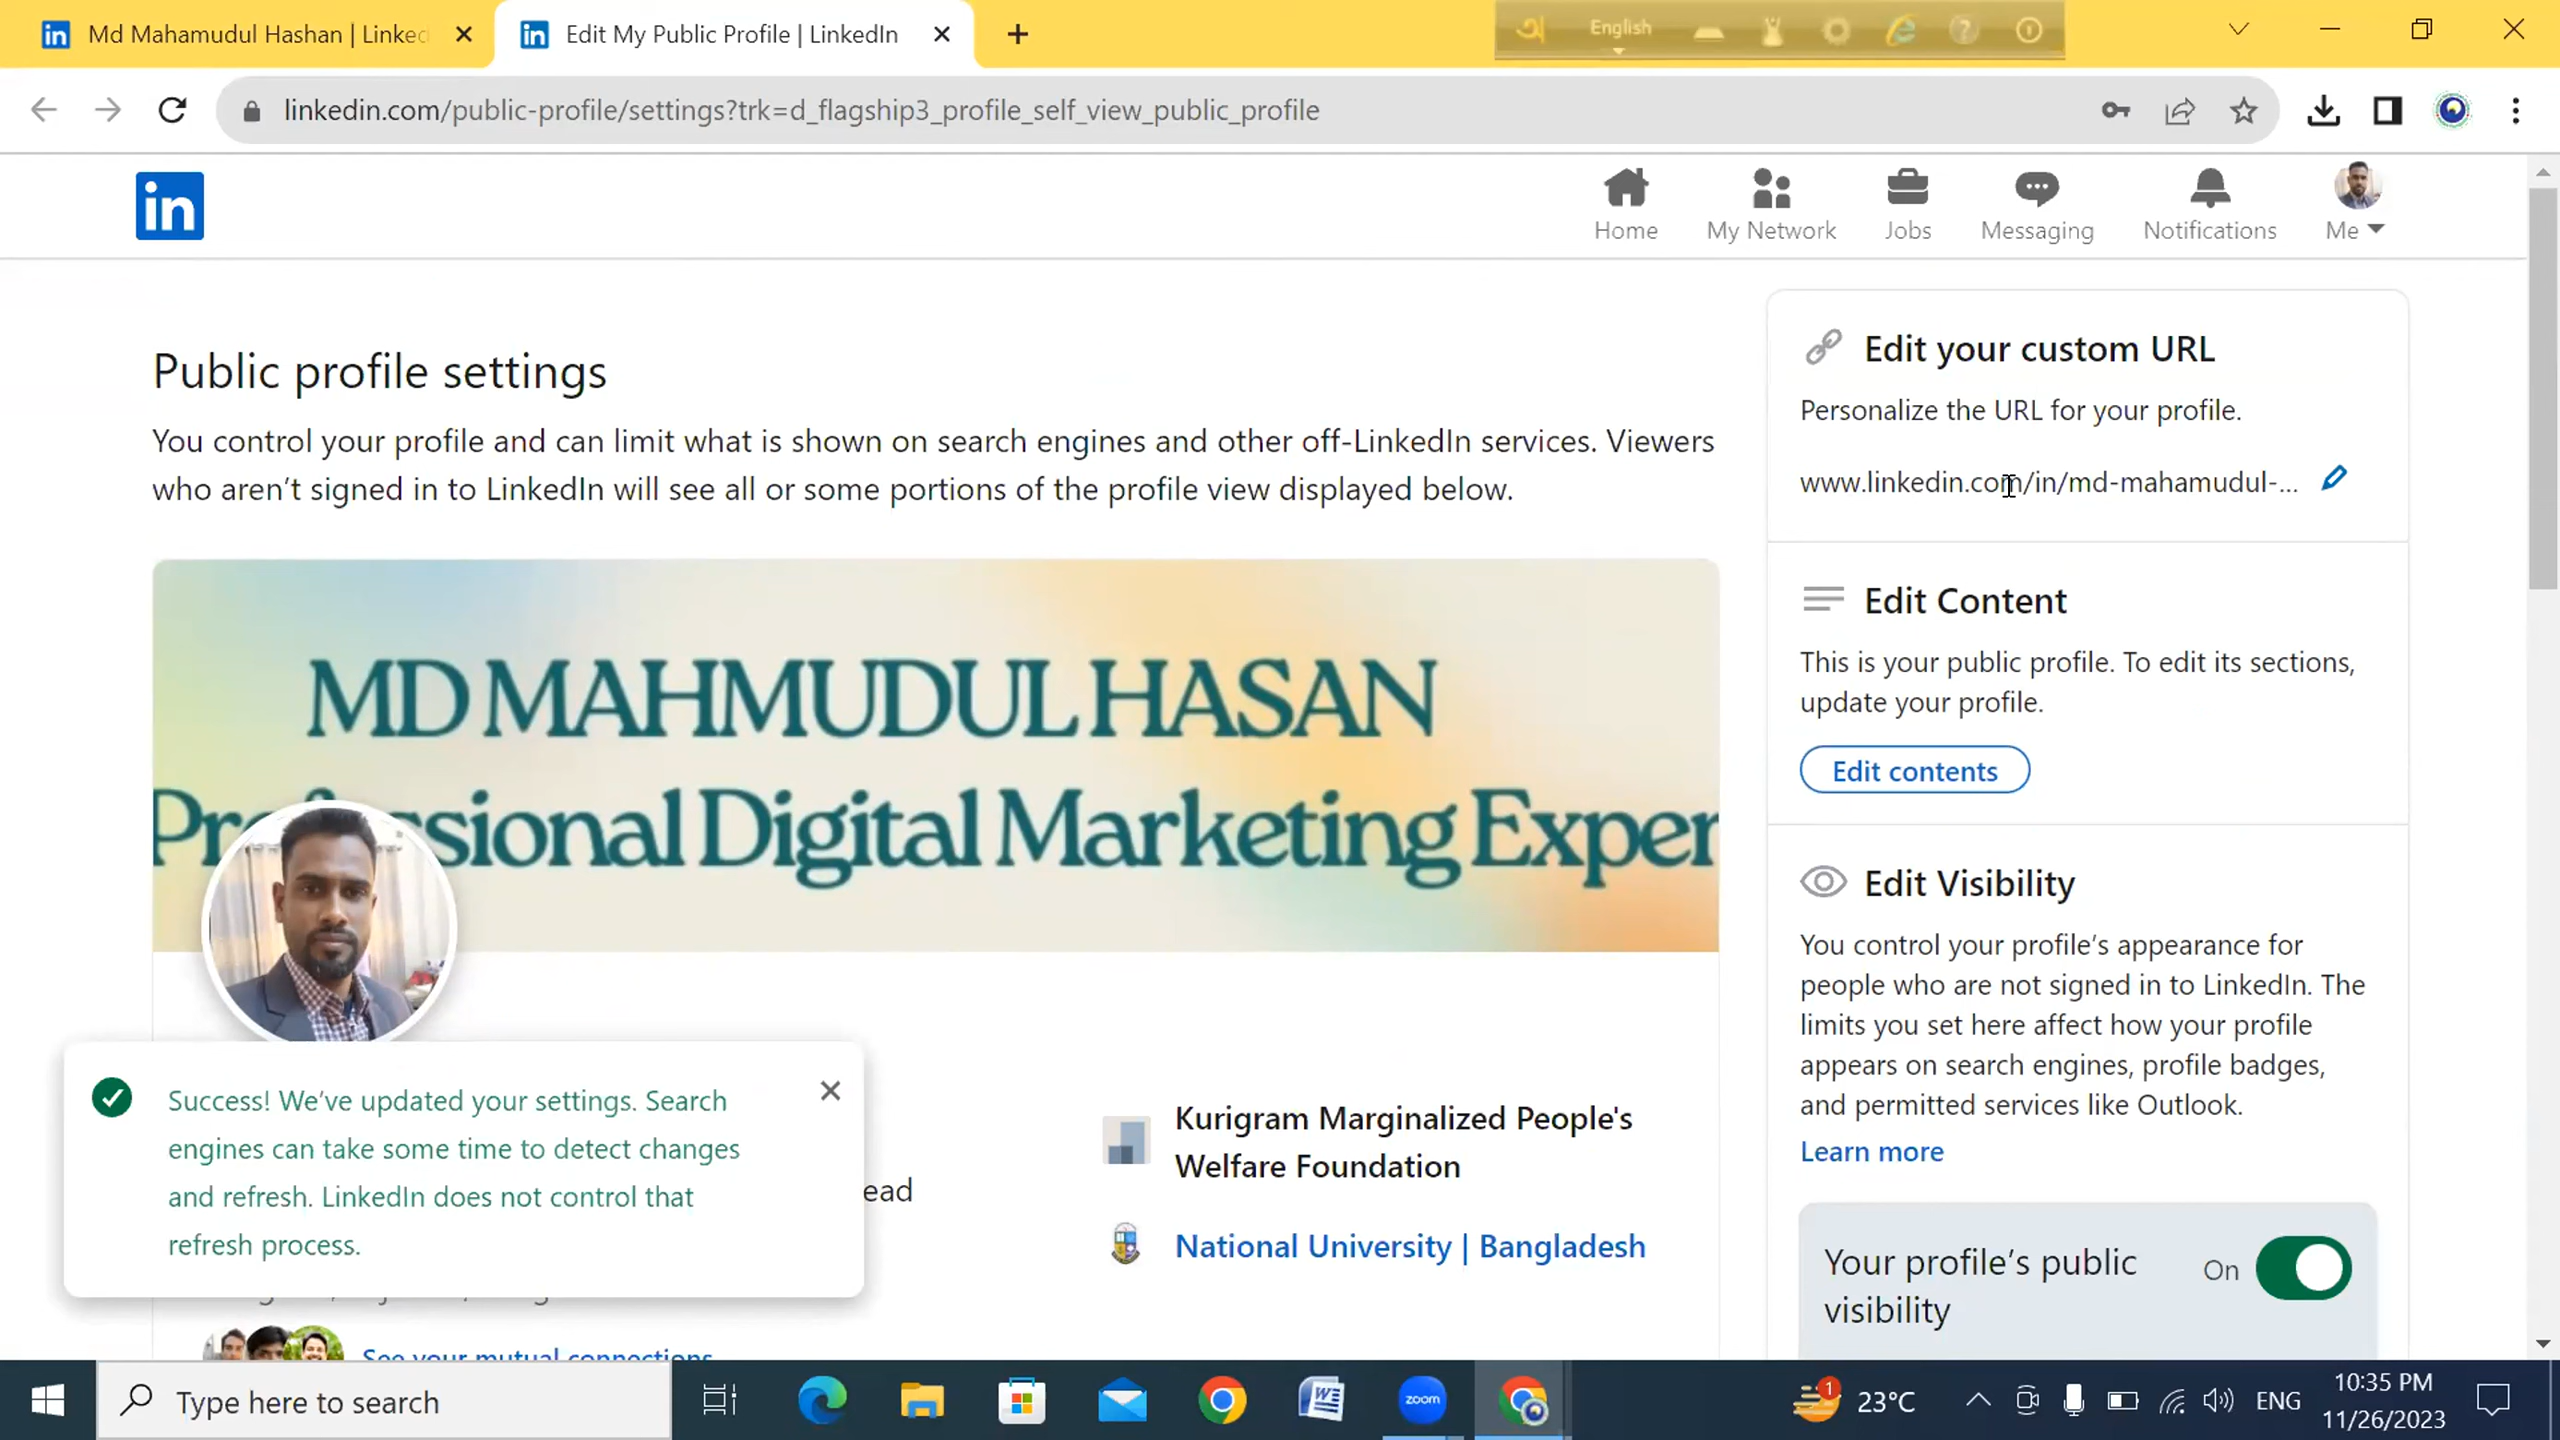 Md Mahamudul Hashan | Linked
Edit My Public Profile | LinkedIn
English
linkedin.com/public-profile/settings?trk=d_flagship3_profile_self_view_public_profile
in
Home
My Network
Jobs
Messaging
Notifications
Me
Public profile settings
You control your profile and can limit what is shown on search engines and other off-LinkedIn services. Viewers
who aren't signed in to LinkedIn will see all or some portions of the profile view displayed below.
MD MAHMUDUL HASAN
Professional Digital Marketing Exper
Success! We've updated your settings. Search
engines can take some time to detect changes
and refresh. LinkedIn does not control that
refresh process.
ead
Kurigram Marginalized People's
Welfare Foundation
National University | Bangladesh
See your mutual connections
Edit your custom URL
Personalize the URL for your profile.
www.linkedin.com/in/md-mahamudul-...
Edit Content
This is your public profile. To edit its sections,
update your profile.
Edit contents
Edit Visibility
You control your profile's appearance for
people who are not signed in to LinkedIn. The
limits you set here affect how your profile
appears on search engines, profile badges,
and permitted services like Outlook.
Learn more
Your profile's public
visibility
On
Type here to search
zoom
1
23°C
ENG
10:35 PM
11/26/2023